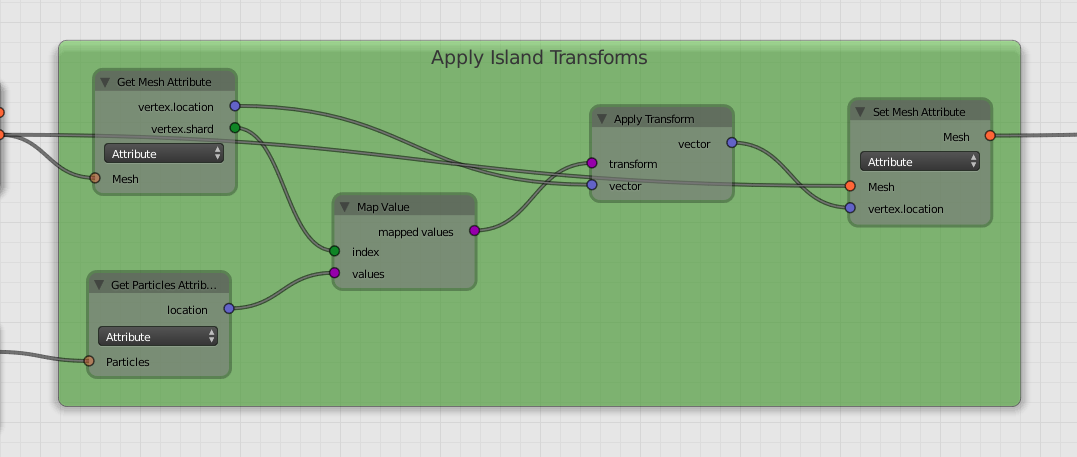 Apply Island Transforms
Get Mesh Attribute
vertex.location
vertex.shard
Attribute
Mesh
Get Particles Attrib...
location
Attribute
Particles
Map Value
mapped values
index
values
Apply Transform
vector
transform
vector
Set Mesh Attribute
Mesh
Attribute
Mesh
vertex.location